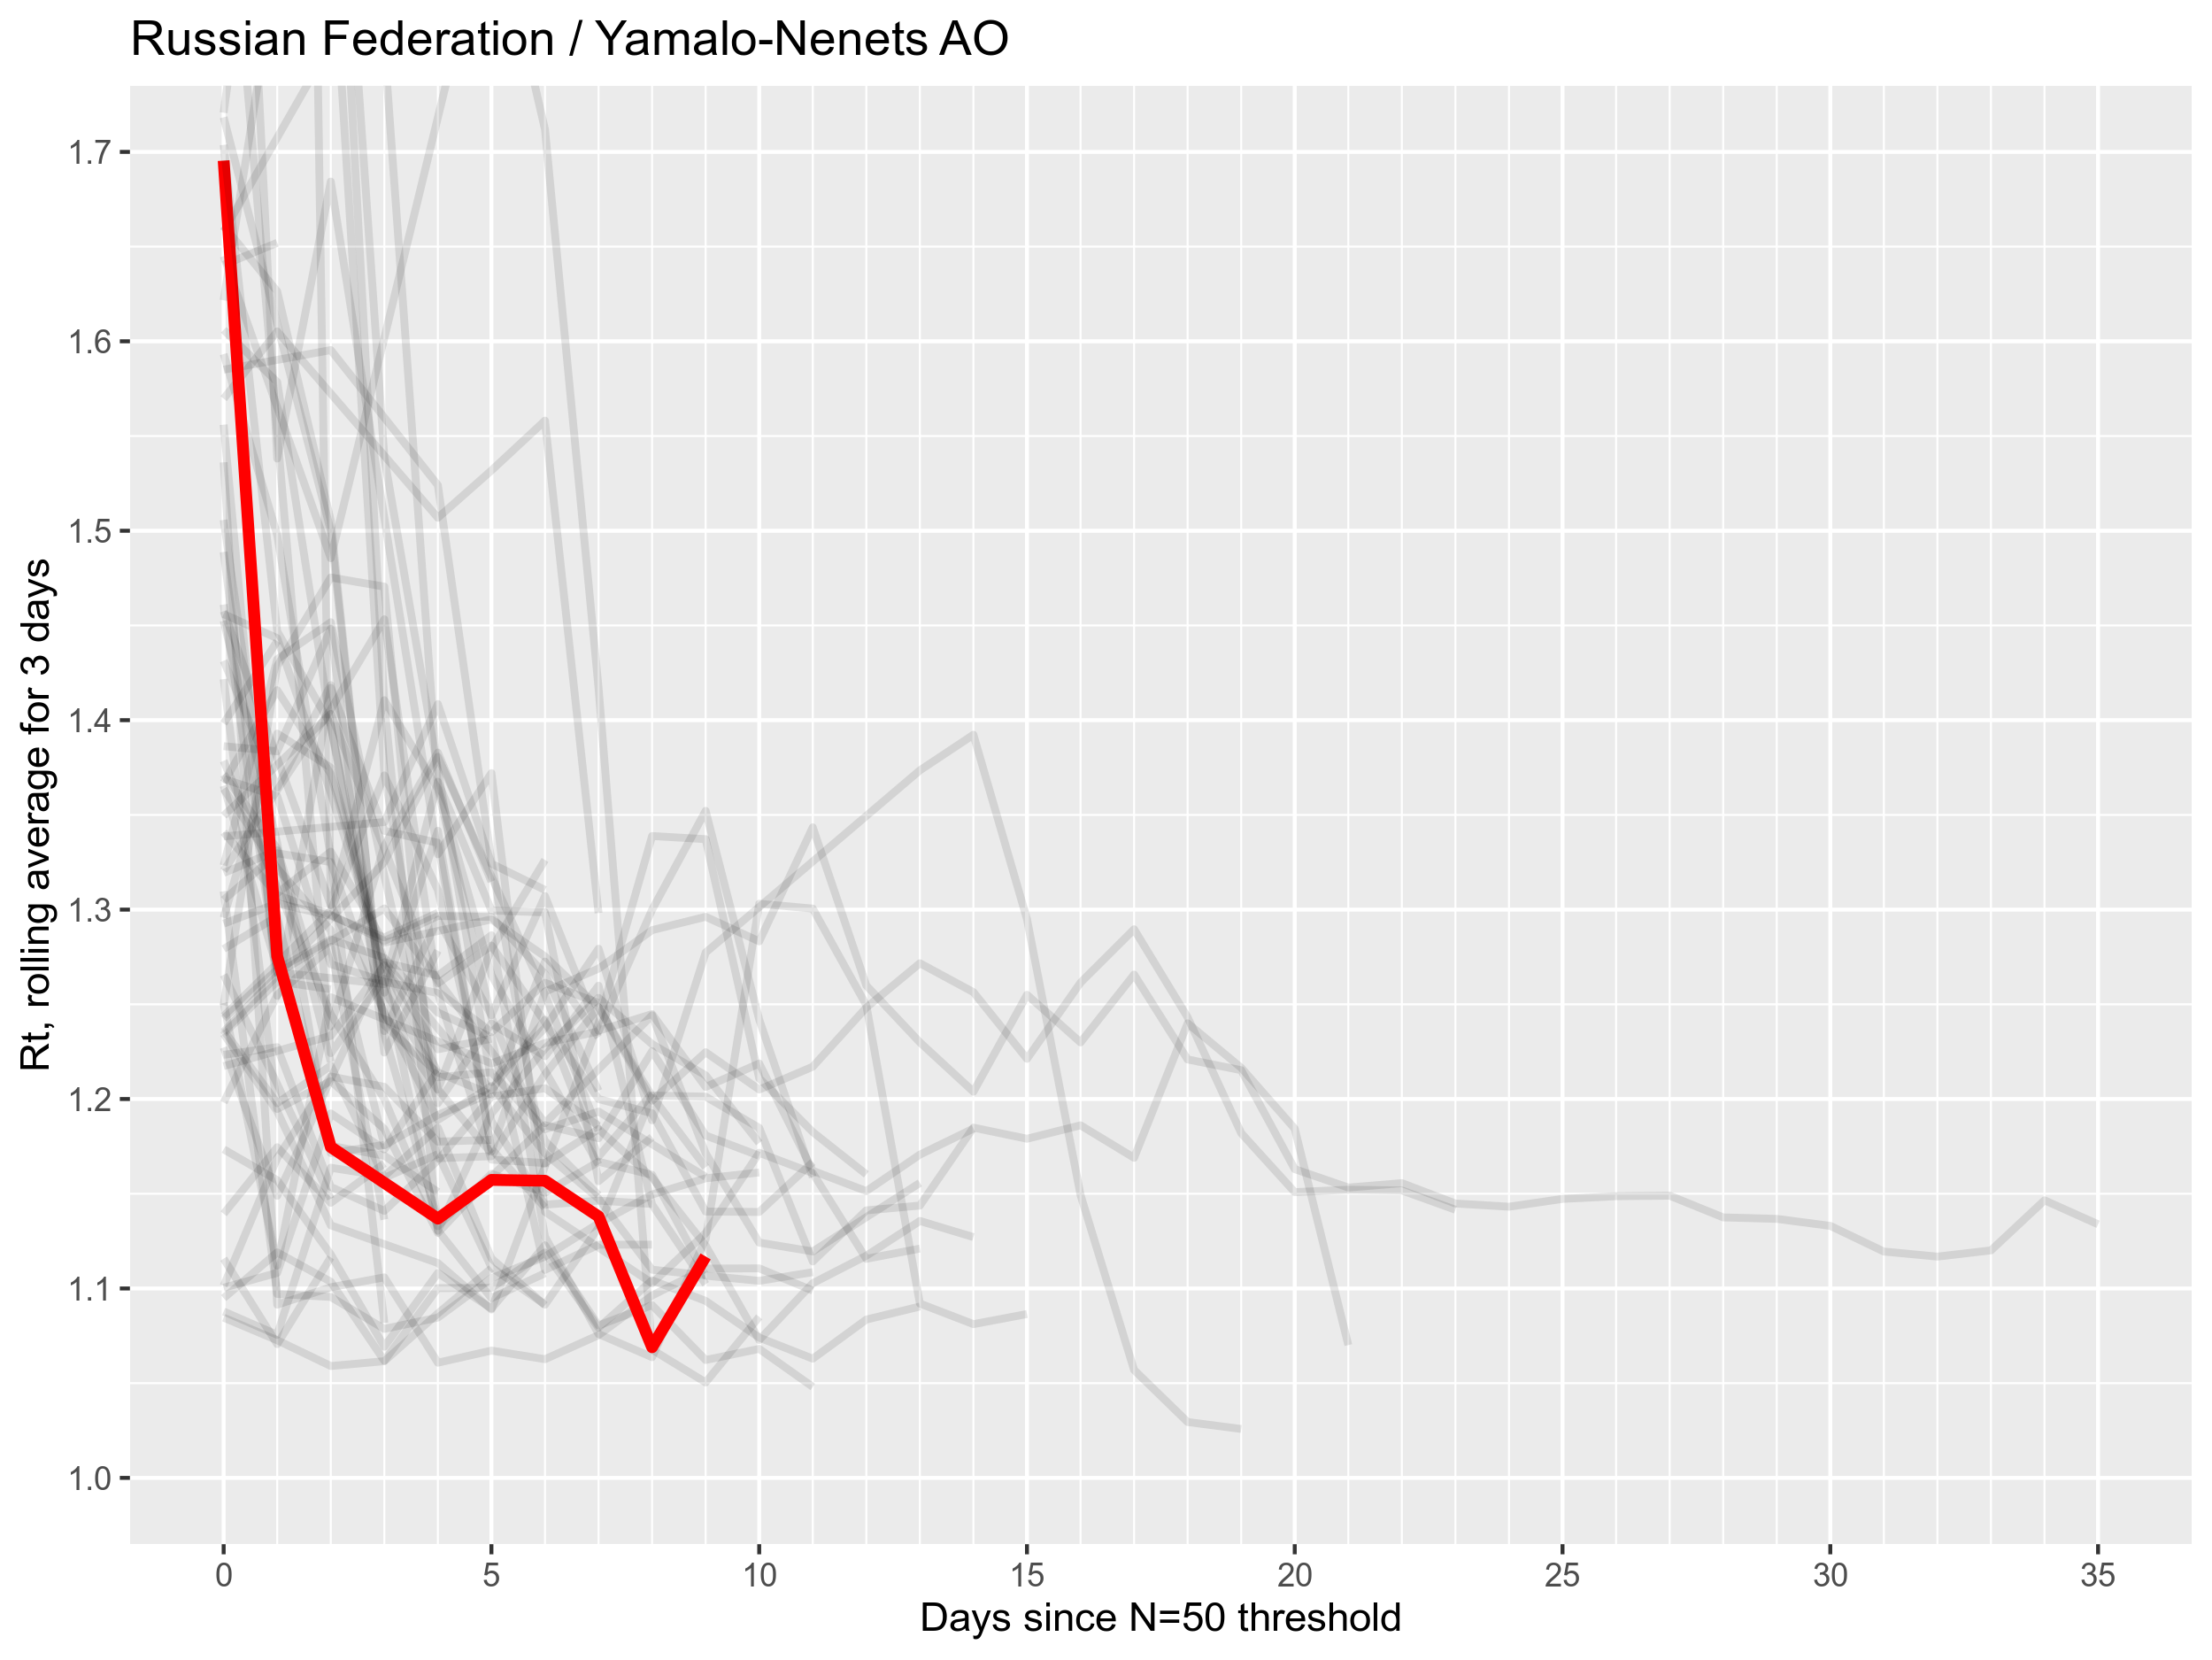 Russian Federation / Yamalo-Nenets AO
1.7
1.6
1.5
1.4
1.3
1.2
1.1
1.0
Rt, rolling average for 3 days
0 5 10 15 20 25 30 35
Days since N=50 threshold